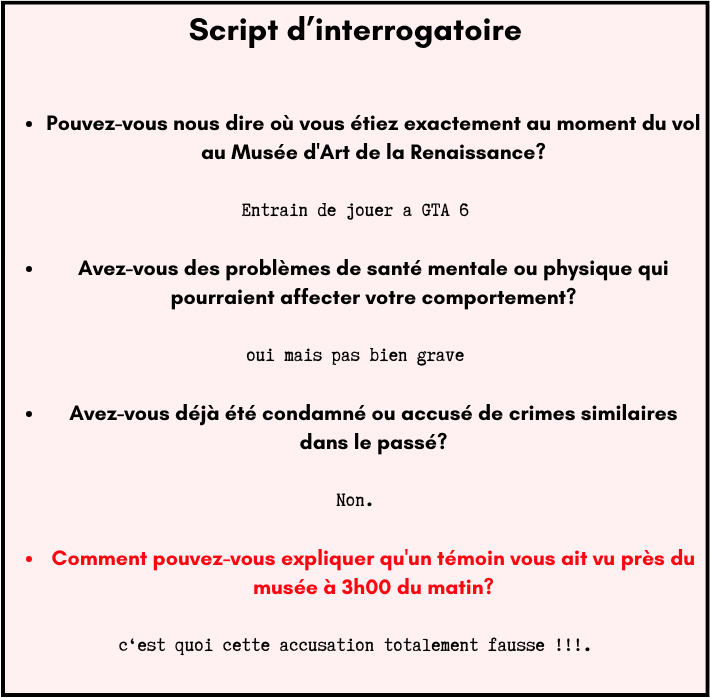 Script d’interrogatoire
• Pouvez-vous nous dire où vous étiez exactement au moment du vol
au Musée d'Art de la Renaissance?
Entrain de jouer a GTA 6
• Avez-vous des problèmes de santé mentale ou physique qui
pourraient affecter votre comportement?
oui mais pas bien grave
• Avez-vous déjà été condamné ou accusé de crimes similaires
dans le passé?
Non.
• Comment pouvez-vous expliquer qu'un témoin vous ait vu près du
musée à 3h00 du matin?
c‘est quoi cette accusation totalement fausse !!!.